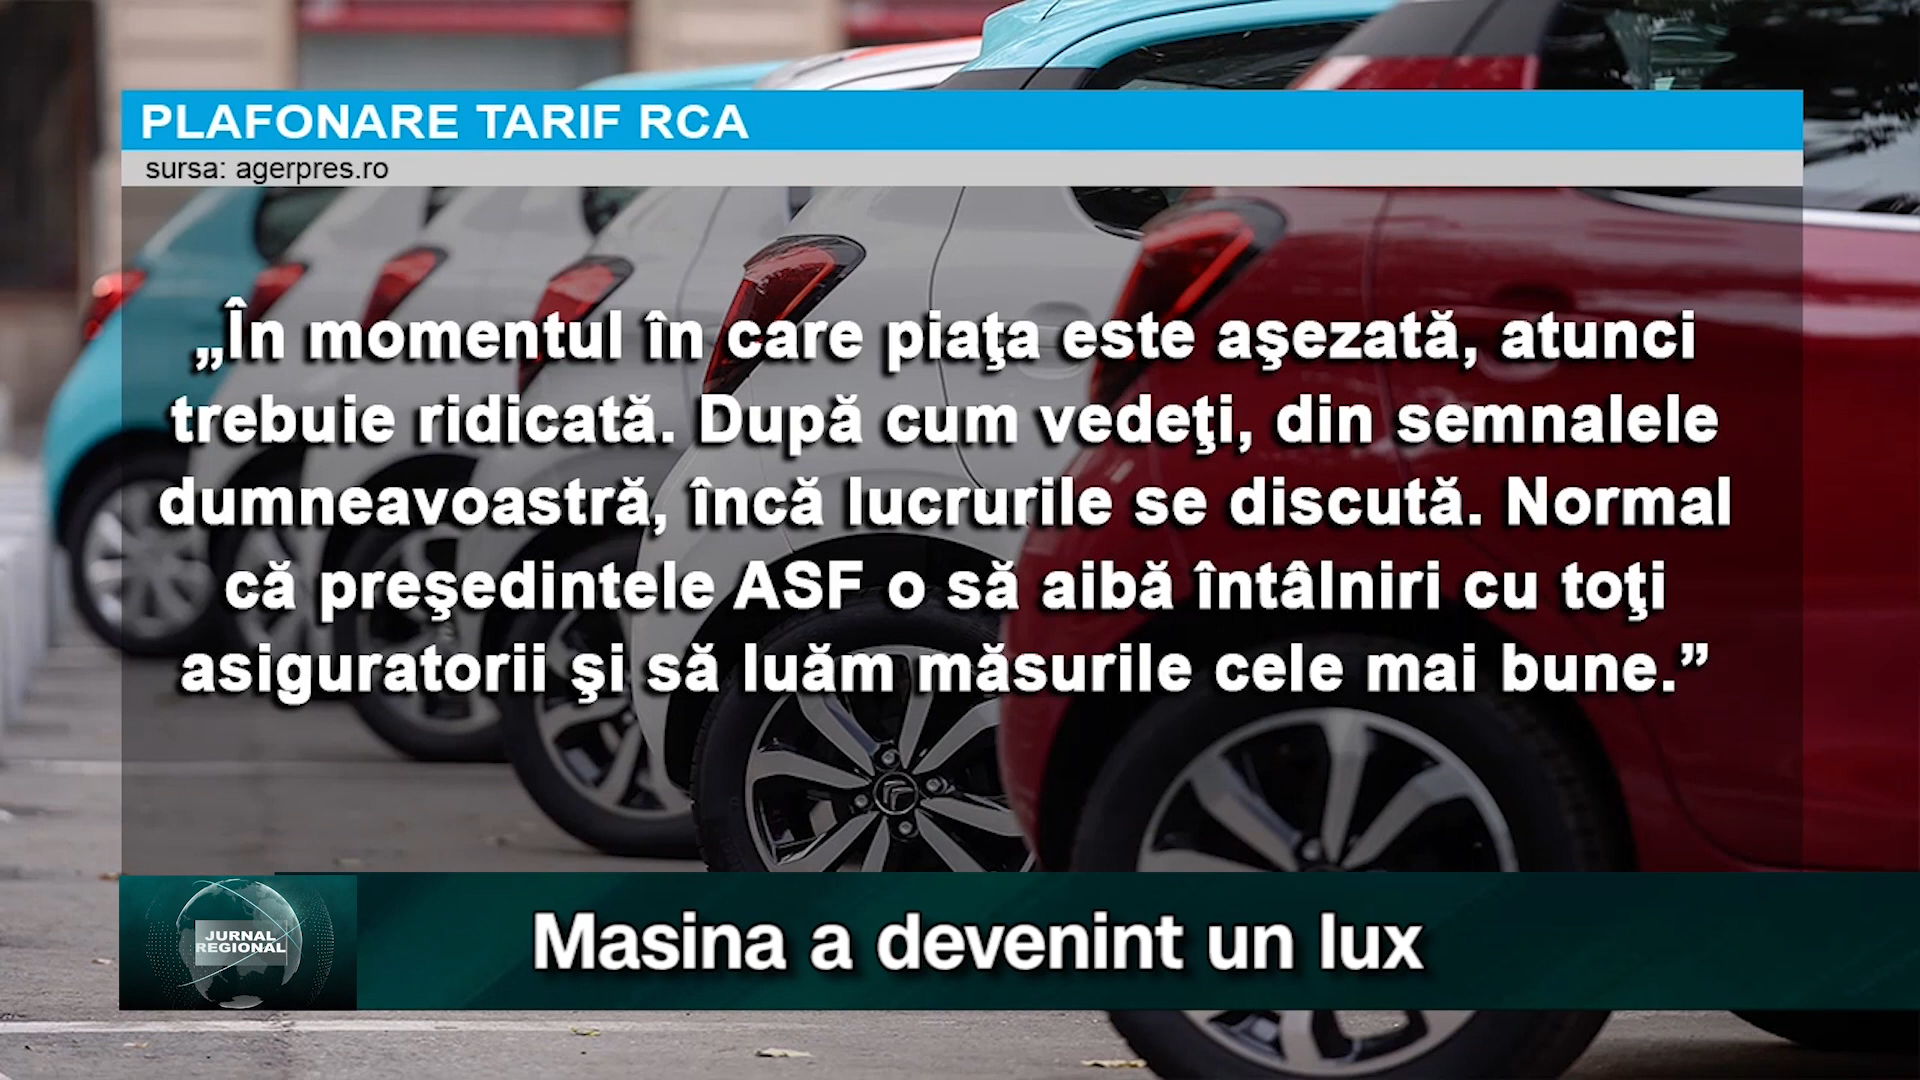 PLAFONARE TARIF RCA
sursa: agerpres.ro
„În momentul în care piaţa este aşezată, atunci
trebuie ridicată. După cum vedeţi, din semnalele
dumneavoastră, încă lucrurile se discută. Normal
că preşedintele ASF o să aibă întâlniri cu toţi
asiguratorii şi să luăm măsurile cele mai bune.”
JURNAL
REGIONAL
Masina a devenint un lux